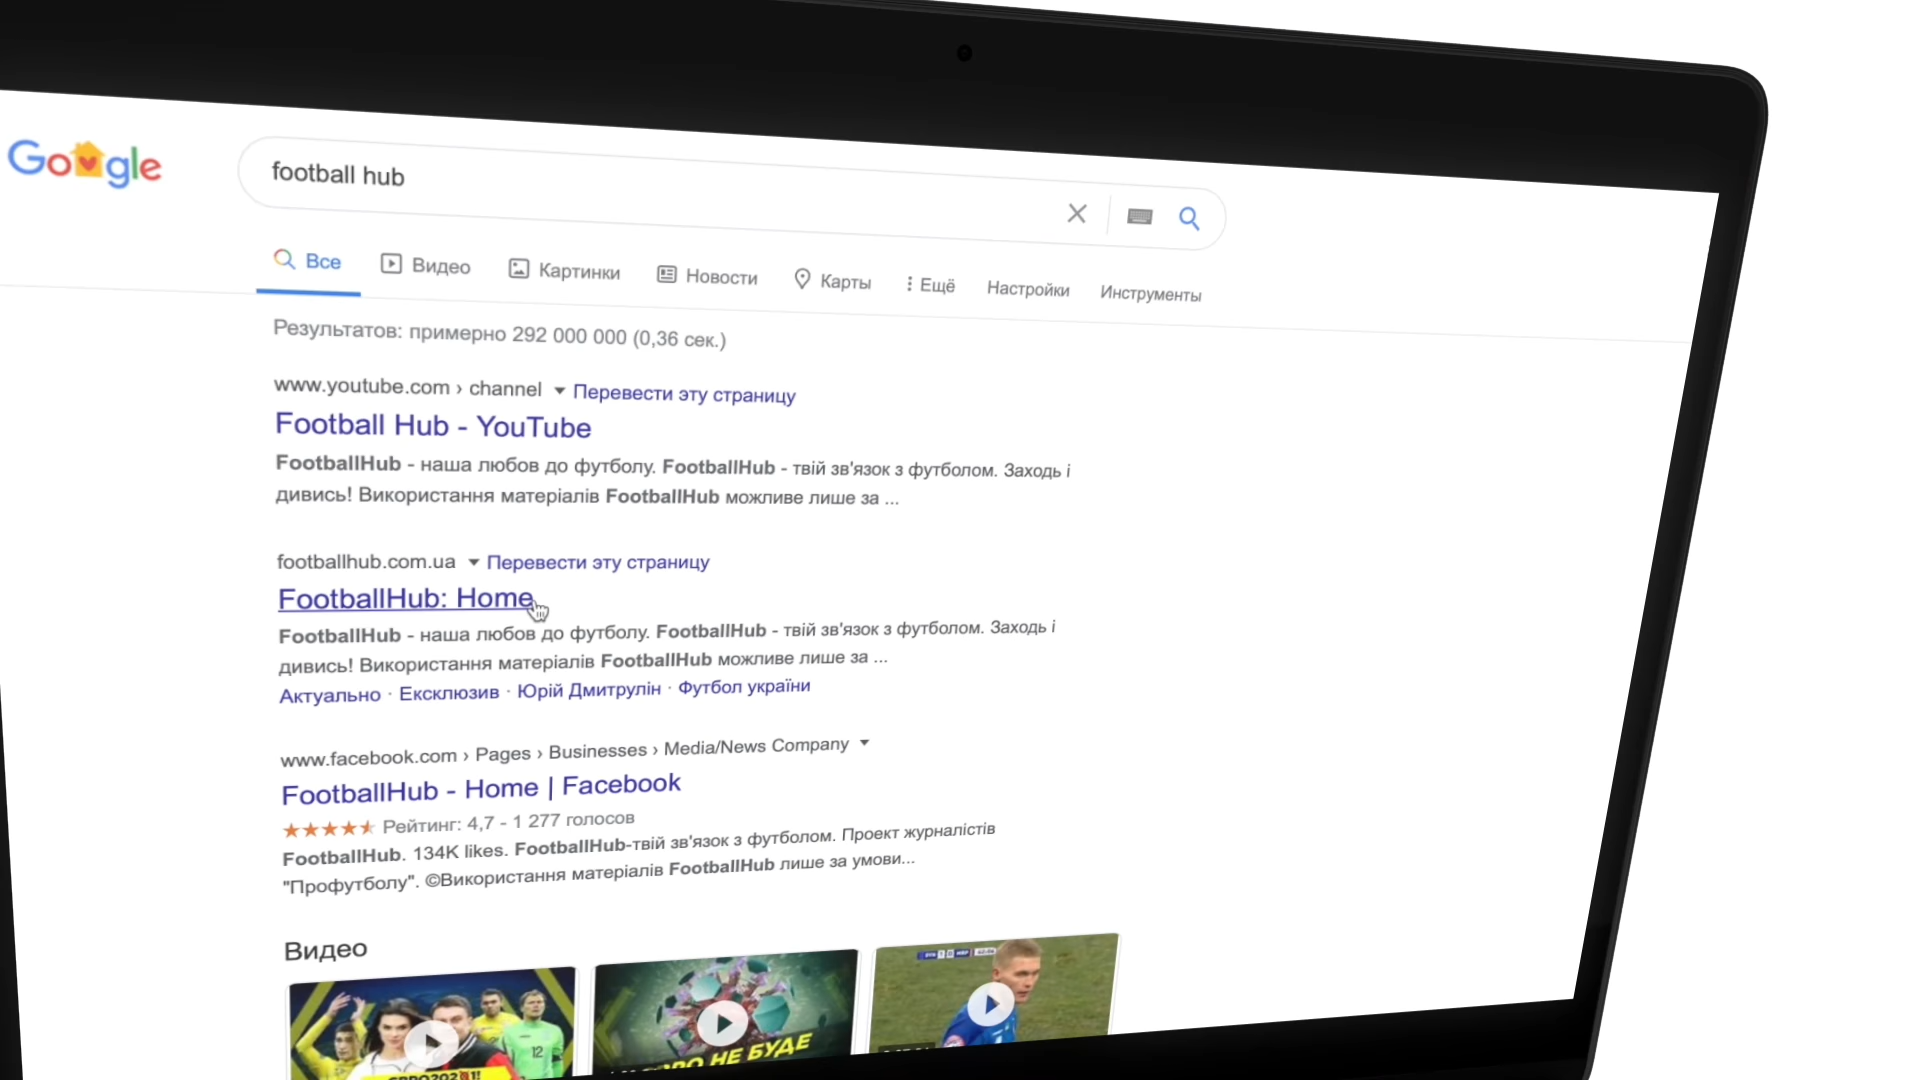 Google
football hub
Все Видео Картинки Новости Карты Ещё Настройки Инструменты
Результатов: примерно 292 000 000 (0,36 сек.)
www.youtube.com › channel Перевести эту страницу
Football Hub - YouTube
FootballHub - наша любов до футболу. FootballHub - твій зв'язок з футболом. Заходь і
дивись! Використання матеріалів FootballHub можливе лише за ...
footballhub.com.ua Перевести эту страницу
FootballHub: Home
FootballHub - наша любов до футболу. FootballHub - твій зв'язок з футболом. Заходь і
дивись! Використання матеріалів FootballHub можливе лише за ...
Актуально · Ексклюзив · Юрій Дмитрулін · Футбол україни
www.facebook.com › Pages › Businesses › Media/News Company
FootballHub - Home | Facebook
Рейтинг: 4,7 - 1 277 голосов
FootballHub. 134K likes. FootballHub-твій зв'язок з футболом. Проект журналістів
"Профутболу". ©Використання матеріалів FootballHub лише за умови...
Видео
12
НЕ БУДЕ